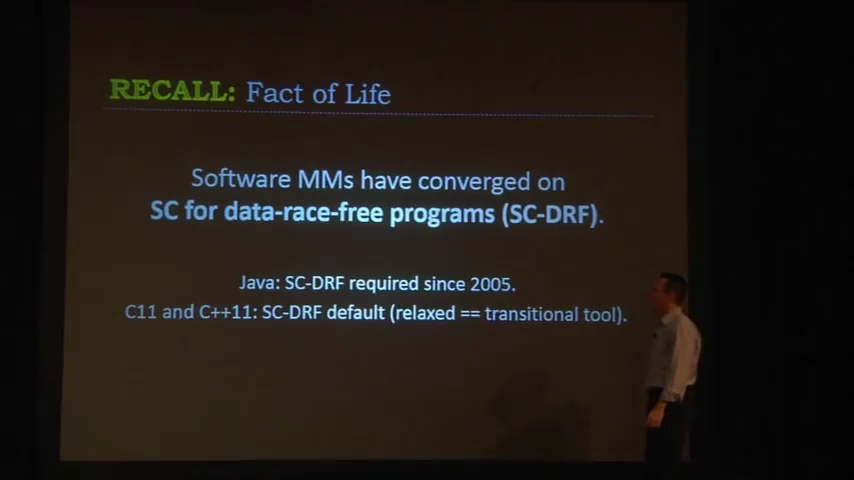 RECALL: Fact of Life
Software MMs have converged on
SC for data-race-free programs (SC-DRF).
Java: SC-DRF required since 2005.
C11 and C++11: SC-DRF default (relaxed == transitional tool).